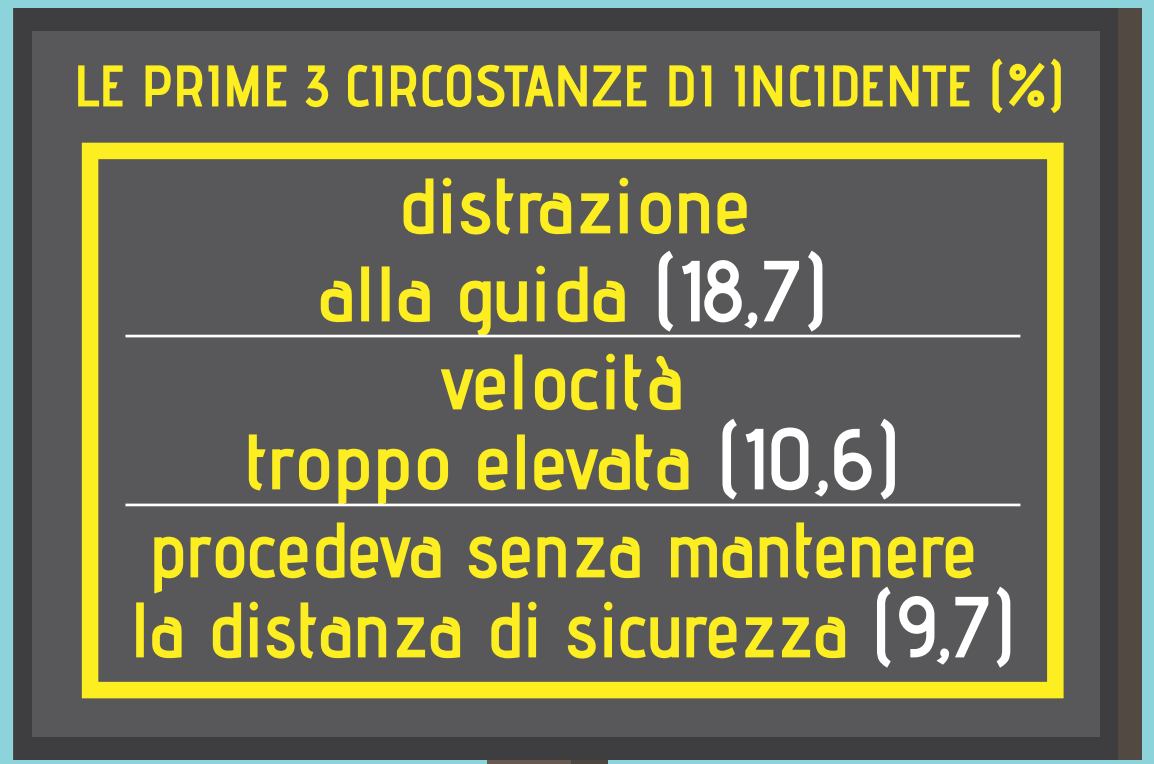 LE PRIME 3 CIRCOSTANZE DI INCIDENTE (%)
distrazione
alla guida (18,7)
velocità
troppo elevata (10,6)
procedeva senza mantenere
la distanza di sicurezza (9,7)